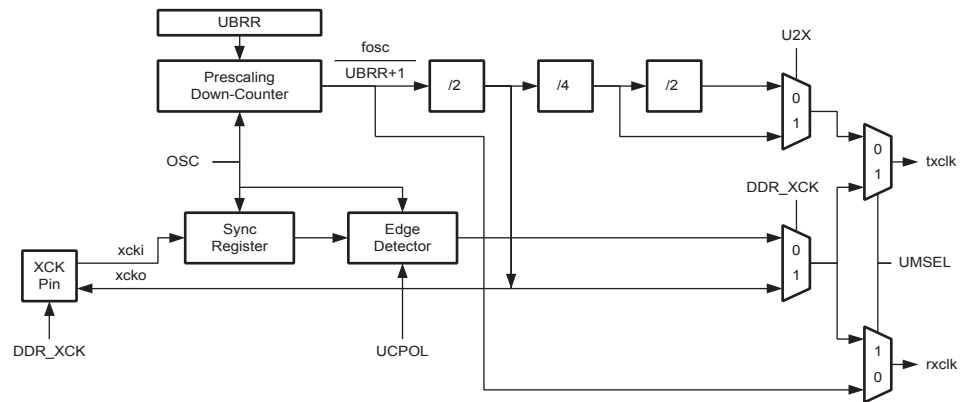 UBRR
Prescaling
Down-Counter
fosc
UBRR+1
/2
/4
/2
U2X
0
1
OSC
DDR_XCK
0
1
txclk
Sync
Register
Edge
Detector
xcki
xcko
XCK
Pin
0
1
UMSEL
DDR_XCK
UCPOL
1
0
rxclk